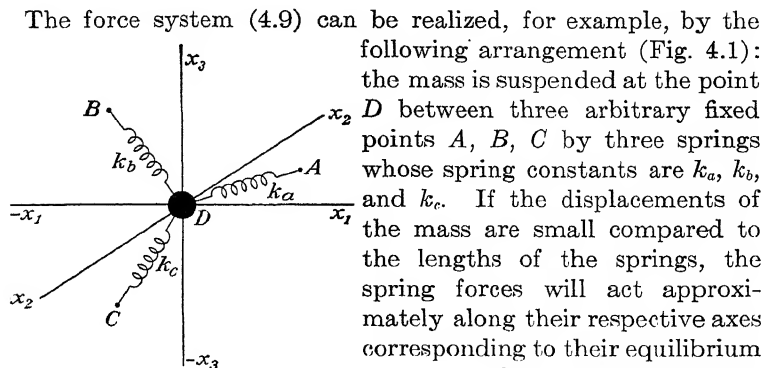 The force system (4.9) can be realized, for example, by the
following arrangement (Fig. 4.1):
the mass is suspended at the point
D between three arbitrary fixed
points A, B, C by three springs
whose spring constants are kₐ, k_b,
and k_c. If the displacements of
the mass are small compared to
the lengths of the springs, the
spring forces will act approxi-
mately along their respective axes
corresponding to their equilibrium
x₃
B
x₂
k_b
A
kₐ
-x₁
D
x₁
k_c
x₂
C
-x₃